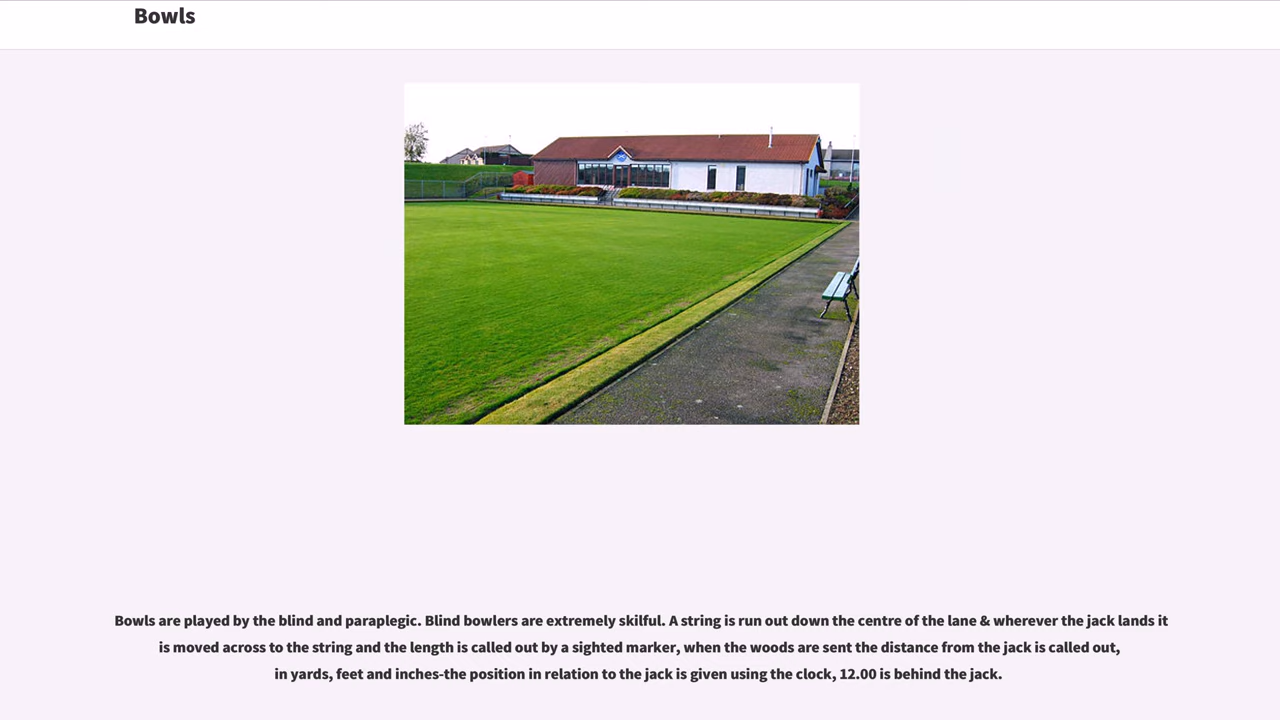 Bowls
Bowls are played by the blind and paraplegic. Blind bowlers are extremely skilful. A string is run out down the centre of the lane & wherever the jack lands it
is moved across to the string and the length is called out by a sighted marker, when the woods are sent the distance from the jack is called out,
in yards, feet and inches-the position in relation to the jack is given using the clock, 12.00 is behind the jack.